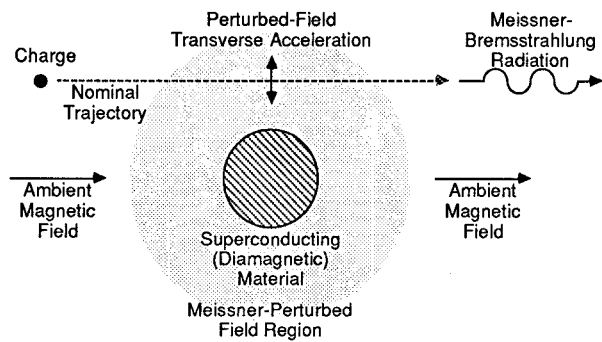 Perturbed-Field
Transverse Acceleration
Meissner-
Bremsstrahlung
Radiation
Charge
Nominal
Trajectory
Ambient
Magnetic
Field
Ambient
Magnetic
Field
Superconducting
(Diamagnetic)
Material
Meissner-Perturbed
Field Region